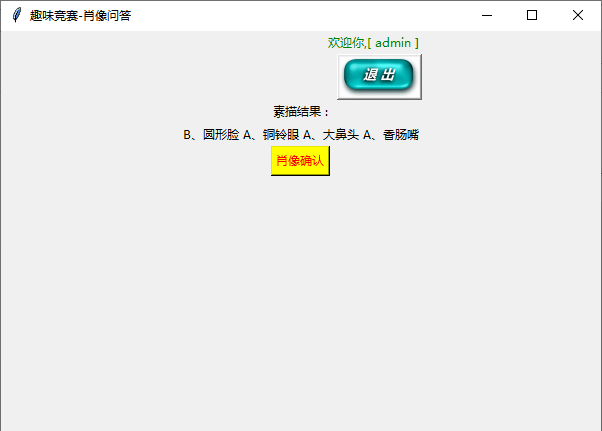 趣味竞赛-肖像问答
欢迎你,[ admin ]
退出
素描结果：
B、圆形脸 A、铜铃眼 A、大鼻头 A、香肠嘴
肖像确认